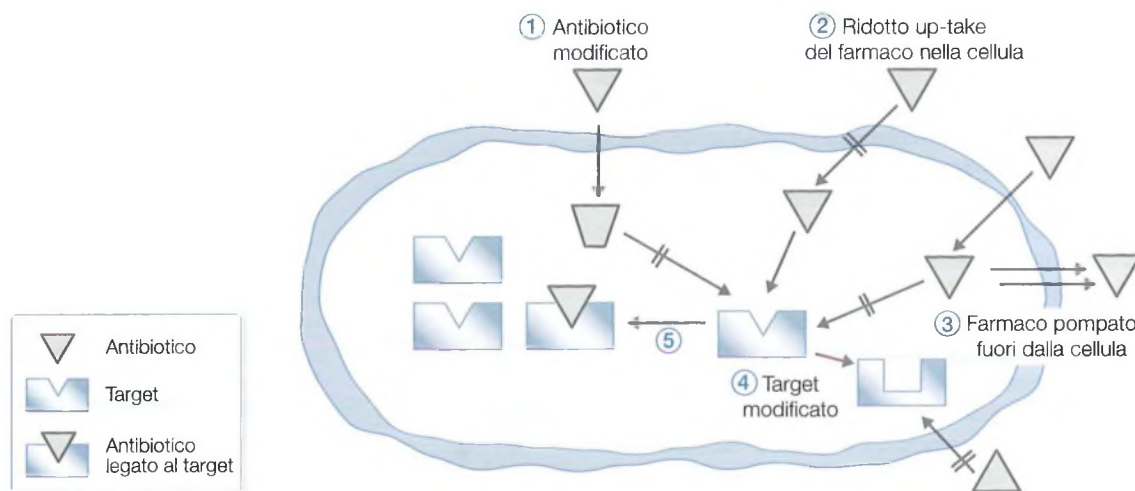 ① Antibiotico
modificato
② Ridotto up-take
del farmaco nella cellula
③ Farmaco pompato
fuori dalla cellula
⑤
④ Target
modificato
Antibiotico
Target
Antibiotico
legato al target